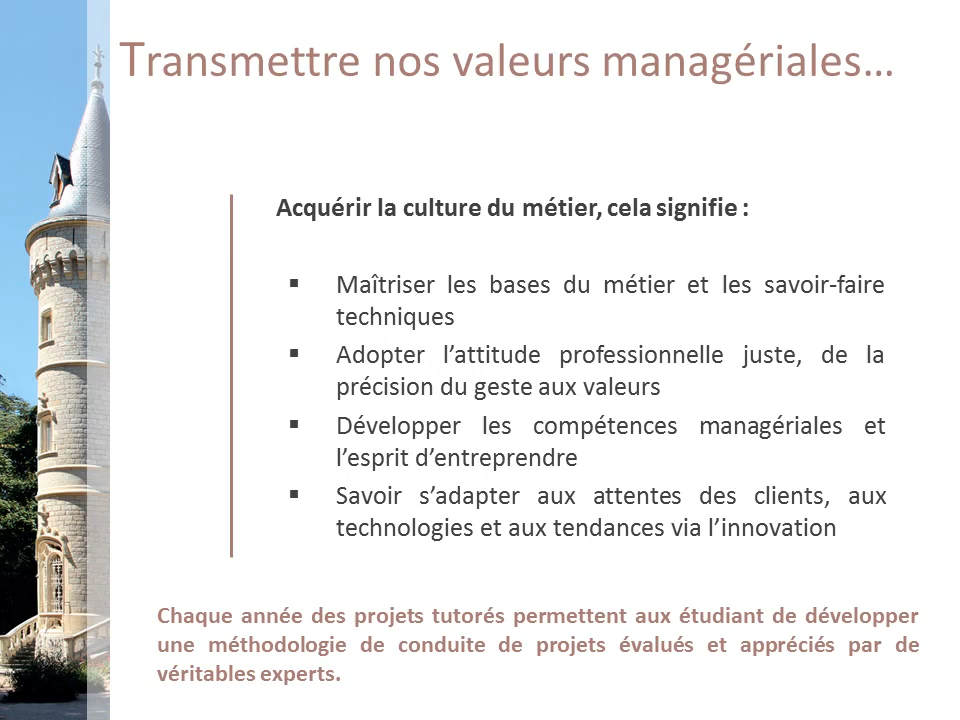 Transmettre nos valeurs managériales…
Acquérir la culture du métier, cela signifie :
▪ Maîtriser les bases du métier et les savoir-faire
techniques
▪ Adopter l’attitude professionnelle juste, de la
précision du geste aux valeurs
▪ Développer les compétences managériales et
l’esprit d’entreprendre
▪ Savoir s’adapter aux attentes des clients, aux
technologies et aux tendances via l’innovation
Chaque année des projets tutorés permettent aux étudiant de développer
une méthodologie de conduite de projets évalués et appréciés par de
véritables experts.